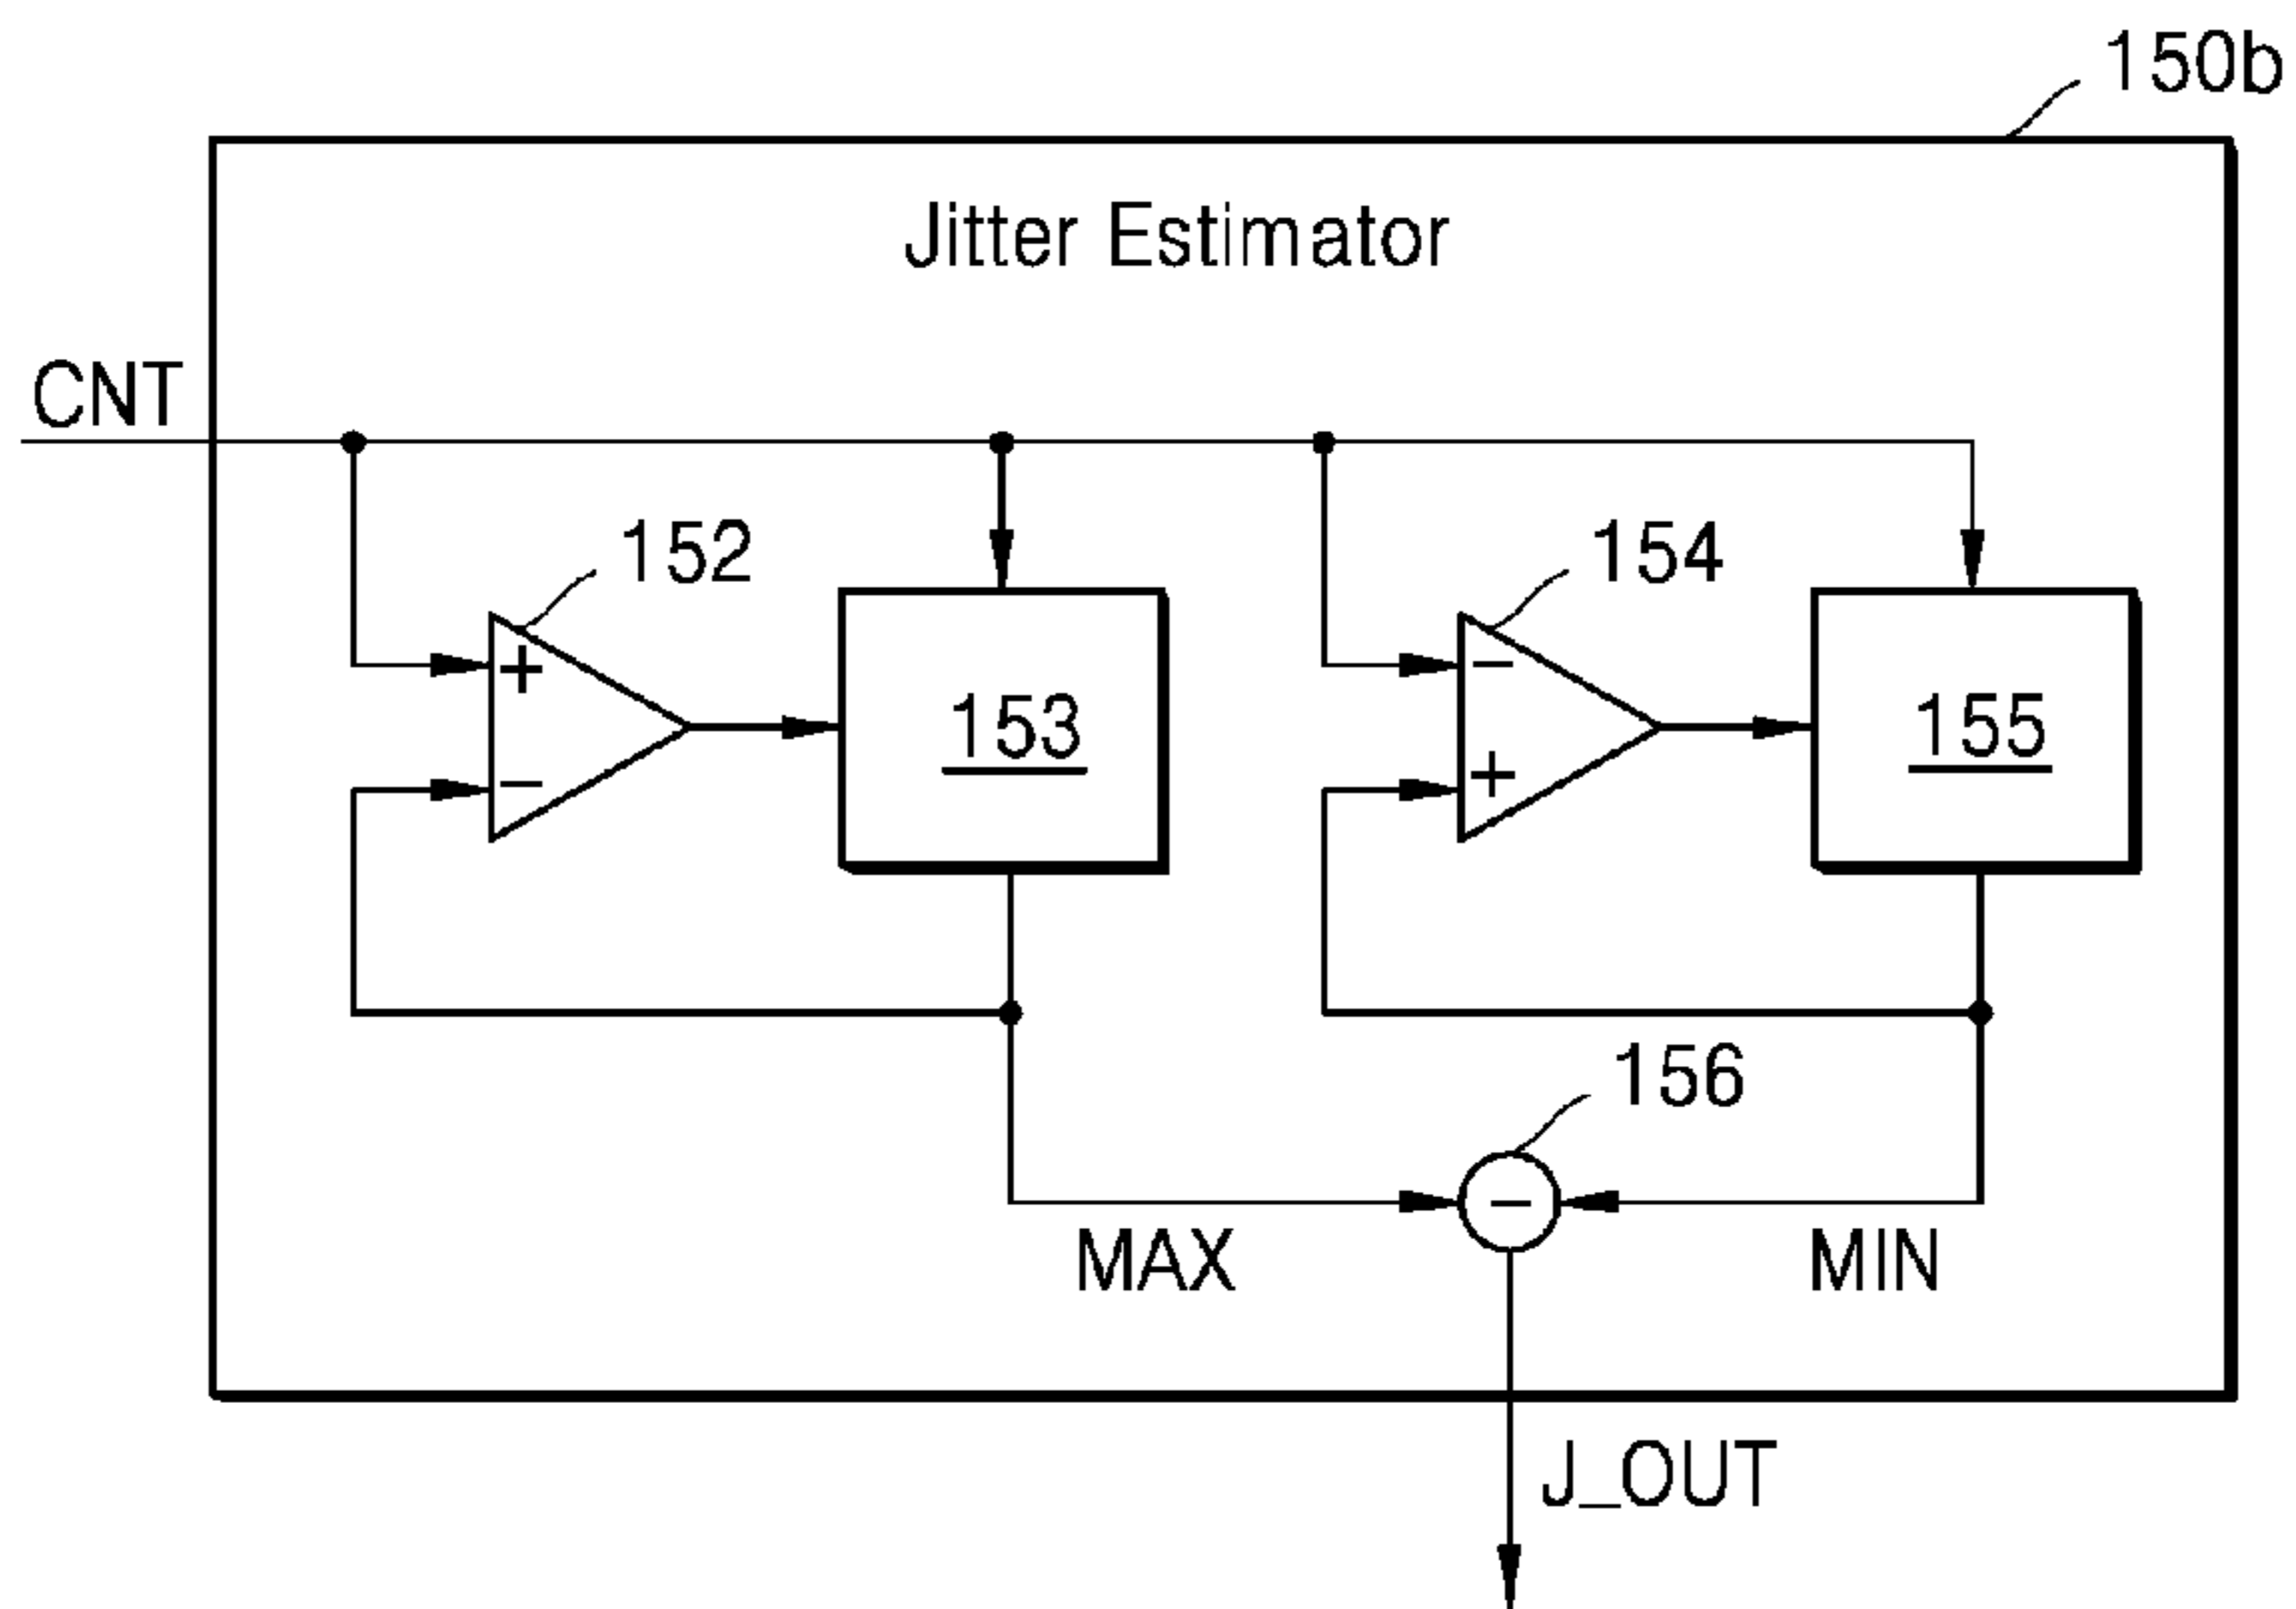 150b
Jitter Estimator
CNT
152
154
+
−
153
155
−
+
156
−
MAX
MIN
J_OUT